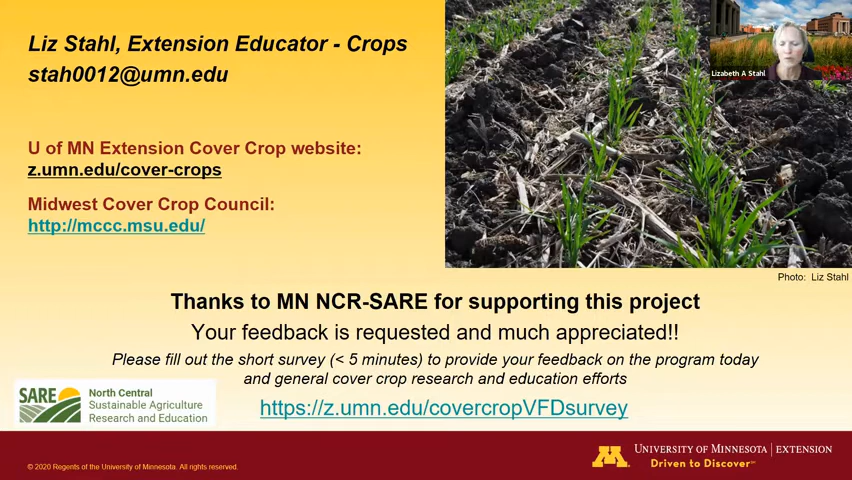 Liz Stahl, Extension Educator - Crops
stah0012@umn.edu
Lizabeth A Stahl
U of MN Extension Cover Crop website:
z.umn.edu/cover-crops
Midwest Cover Crop Council:
http://mccc.msu.edu/
Photo: Liz Stahl
Thanks to MN NCR-SARE for supporting this project
Your feedback is requested and much appreciated!!
Please fill out the short survey (< 5 minutes) to provide your feedback on the program today
and general cover crop research and education efforts
https://z.umn.edu/covercropVFDsurvey
SARE
North Central
Sustainable Agriculture
Research and Education
© 2020 Regents of the University of Minnesota. All rights reserved.
M
UNIVERSITY OF MINNESOTA | EXTENSION
Driven to Discover℠